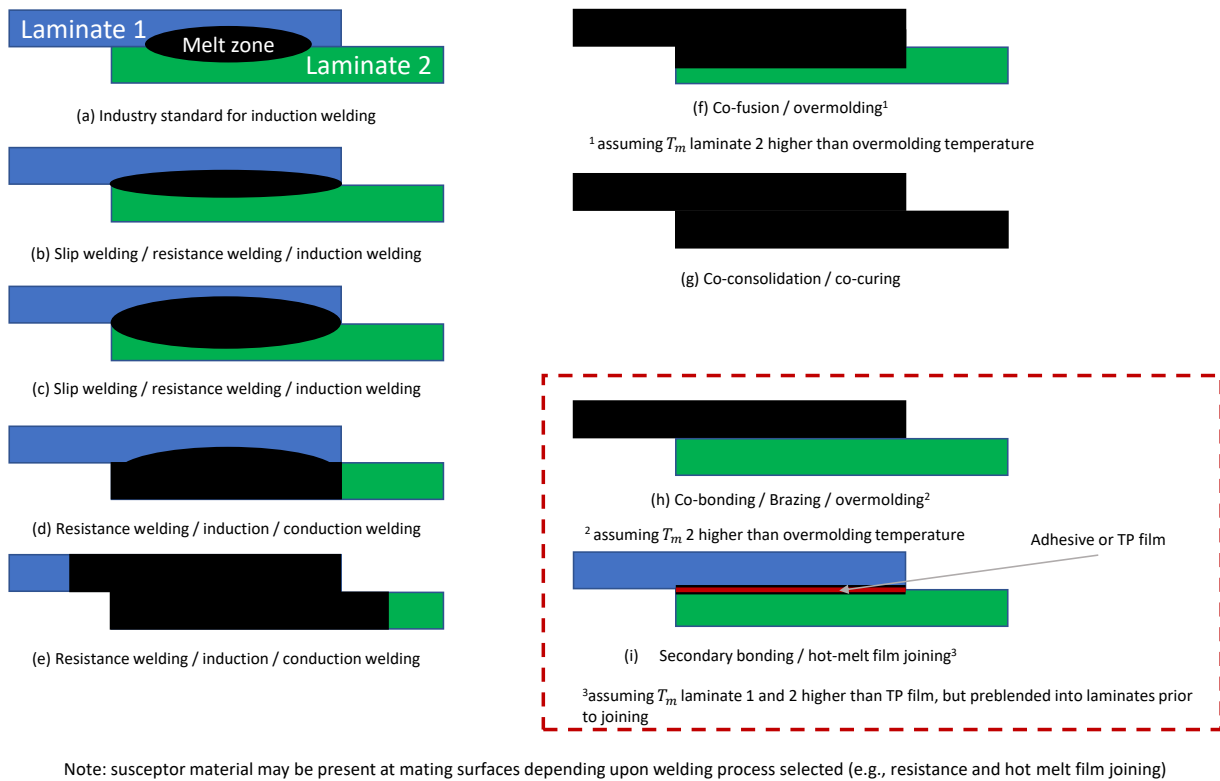 Laminate 1
Melt zone
Laminate 2
(a) Industry standard for induction welding
(b) Slip welding / resistance welding / induction welding
(c) Slip welding / resistance welding / induction welding
(d) Resistance welding / induction / conduction welding
(e) Resistance welding / induction / conduction welding
(f) Co-fusion / overmolding¹
¹ assuming Tₘ laminate 2 higher than overmolding temperature
(g) Co-consolidation / co-curing
(h) Co-bonding / Brazing / overmolding²
² assuming Tₘ 2 higher than overmolding temperature
Adhesive or TP film
(i) Secondary bonding / hot-melt film joining³
³assuming Tₘ laminate 1 and 2 higher than TP film, but preblended into laminates prior
to joining
Note: susceptor material may be present at mating surfaces depending upon welding process selected (e.g., resistance and hot melt film joining)